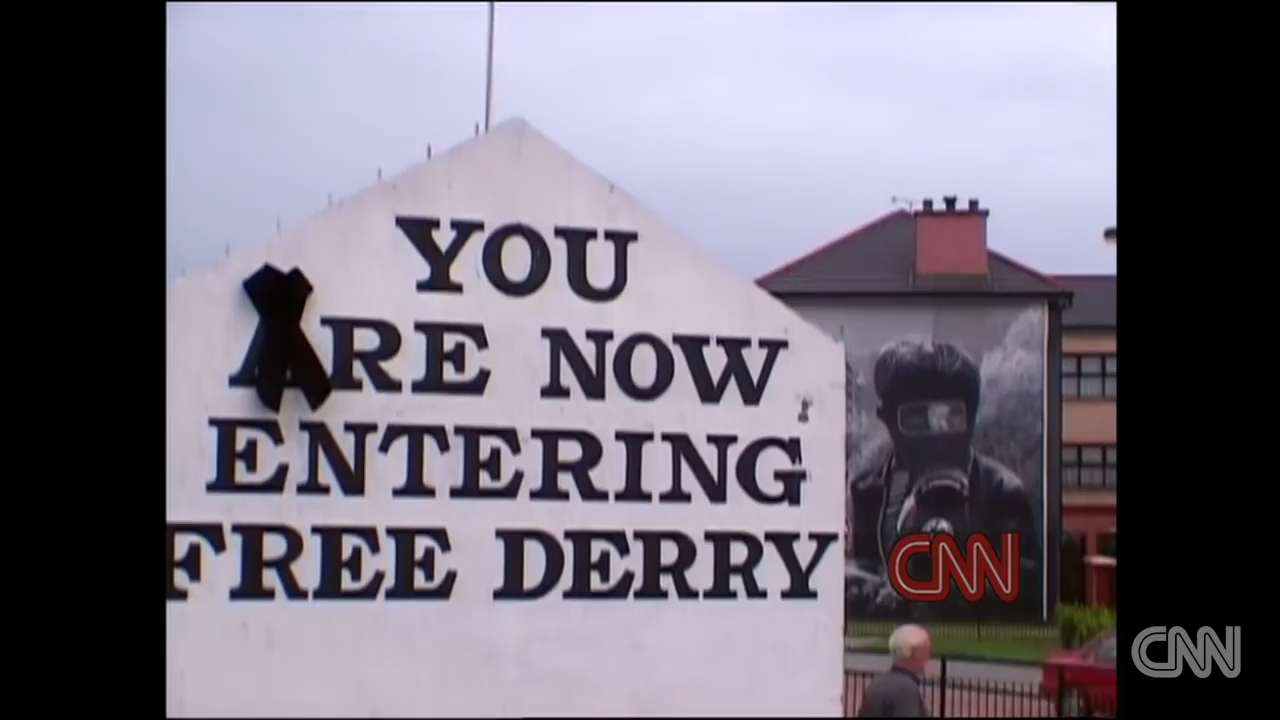 YOU
ARE NOW
ENTERING
FREE DERRY
CNN
CNN